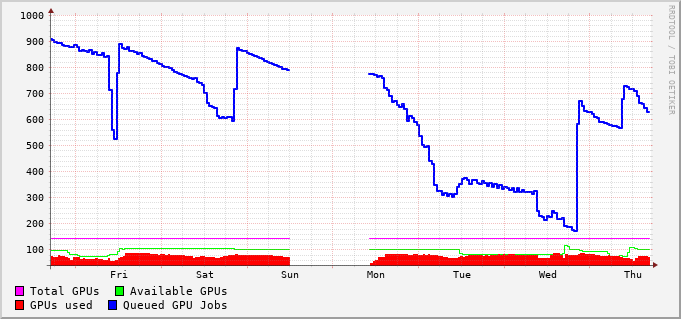 1000
900
800
700
600
500
400
300
200
100
Fri Sat Sun Mon Tue Wed Thu
Total GPUs Available GPUs
GPUs used Queued GPU Jobs
RRDTOOL / TOBI OETIKER